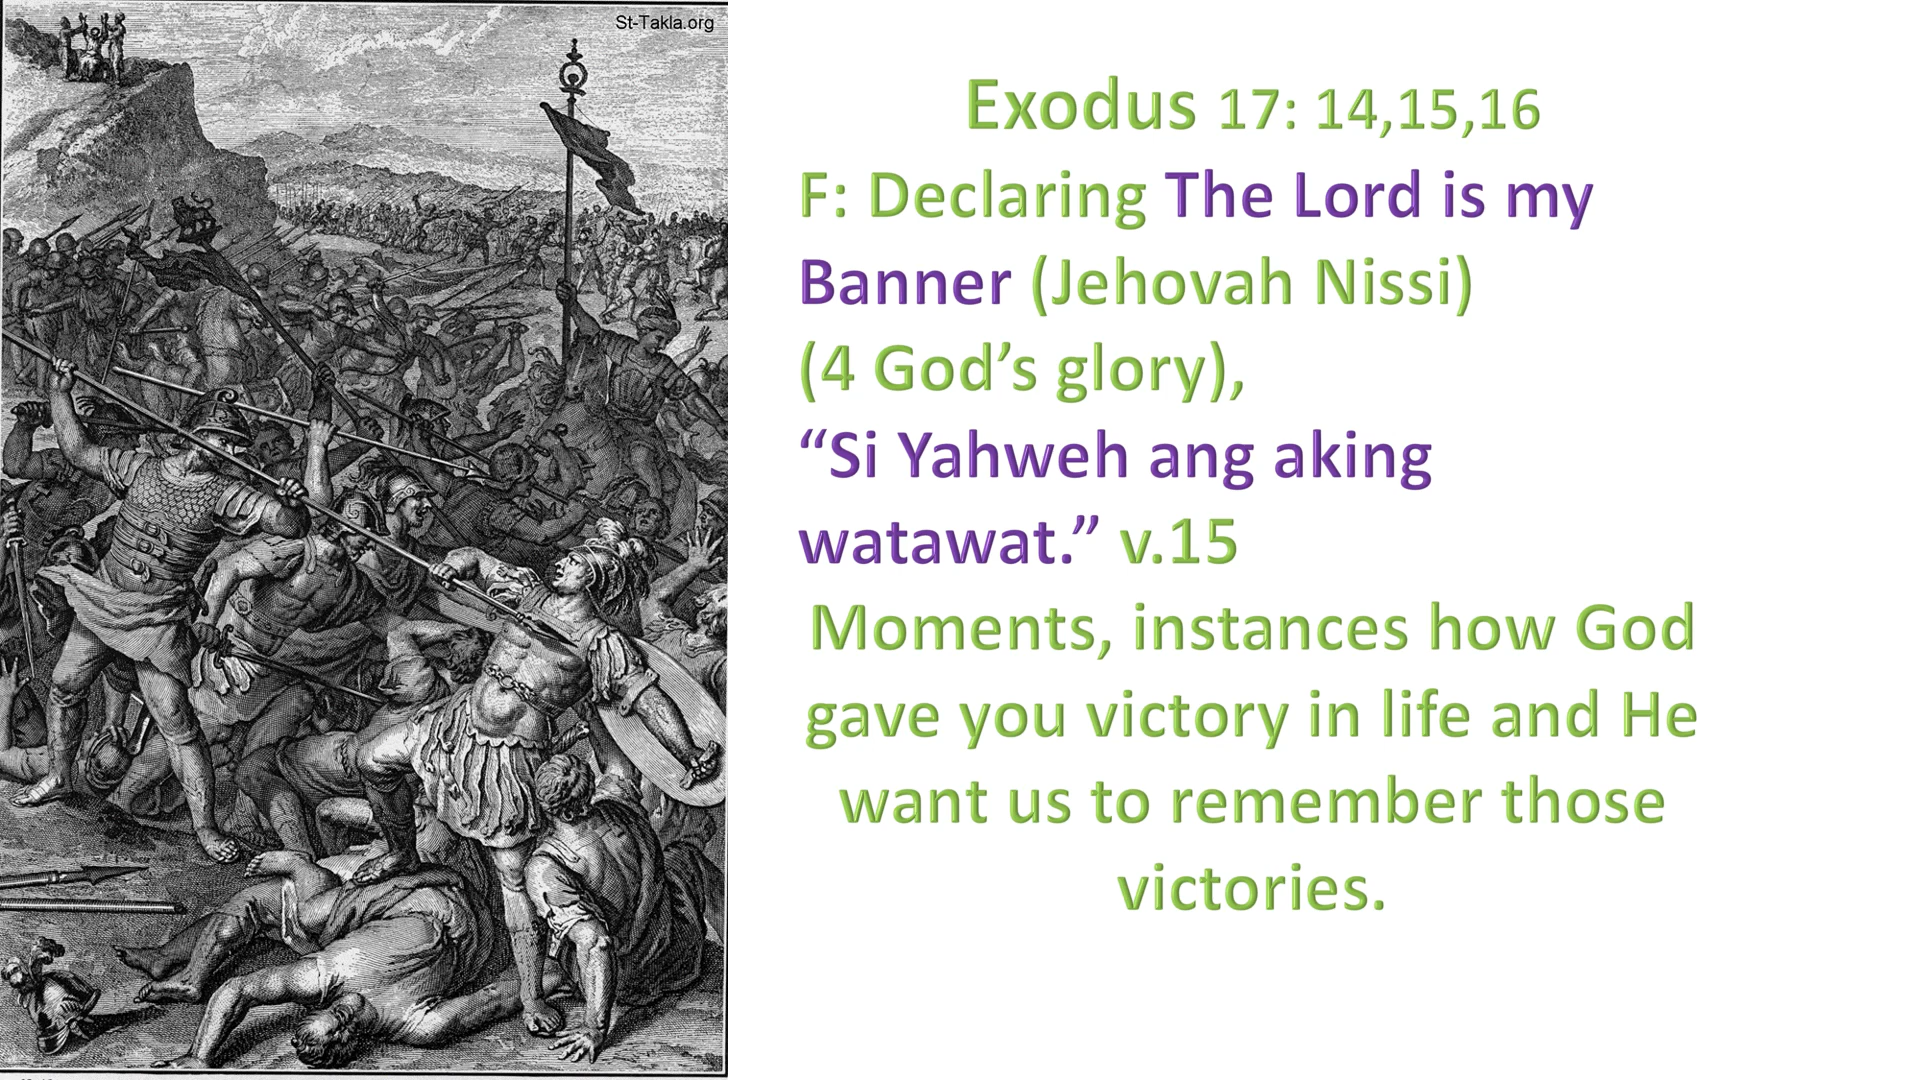 St-Takla.org
Exodus 17: 14,15,16
F: Declaring The Lord is my
Banner (Jehovah Nissi)
(4 God’s glory),
“Si Yahweh ang aking
watawat.” v.15
Moments, instances how God
gave you victory in life and He
want us to remember those
victories.